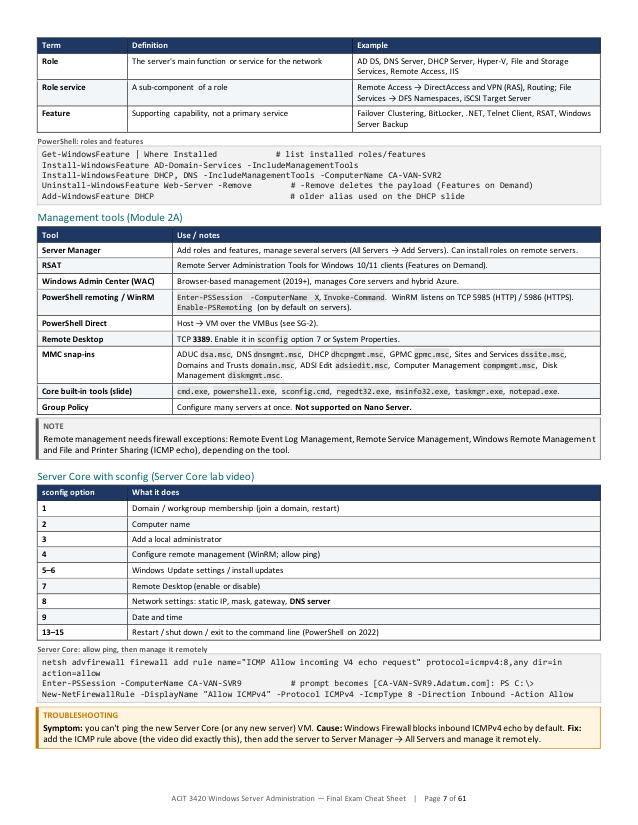 Term Definition Example
Role The server's main function or service for the network AD DS, DNS Server, DHCP Server, Hyper-V, File and Storage
Services, Remote Access, IIS
Role service A sub-component of a role Remote Access → DirectAccess and VPN (RAS), Routing; File
Services → DFS Namespaces, iSCSI Target Server
Feature Supporting capability, not a primary service Failover Clustering, BitLocker, .NET, Telnet Client, RSAT, Windows
Server Backup
PowerShell: roles and features
Get-WindowsFeature | Where Installed # list installed roles/features
Install-WindowsFeature AD-Domain-Services -IncludeManagementTools
Install-WindowsFeature DHCP, DNS -IncludeManagementTools -ComputerName CA-VAN-SVR2
Uninstall-WindowsFeature Web-Server -Remove # -Remove deletes the payload (Features on Demand)
Add-WindowsFeature DHCP # older alias used on the DHCP slide
Management tools (Module 2A)
Tool Use / notes
Server Manager Add roles and features, manage several servers (All Servers → Add Servers). Can install roles on remote servers.
RSAT Remote Server Administration Tools for Windows 10/11 clients (Features on Demand).
Windows Admin Center (WAC) Browser-based management (2019+), manages Core servers and hybrid Azure.
PowerShell remoting / WinRM Enter-PSSession -ComputerName X, Invoke-Command. WinRM listens on TCP 5985 (HTTP) / 5986 (HTTPS).
Enable-PSRemoting (on by default on servers).
PowerShell Direct Host → VM over the VMBus (see SG-2).
Remote Desktop TCP 3389. Enable it in sconfig option 7 or System Properties.
MMC snap-ins ADUC dsa.msc, DNS dnsmgmt.msc, DHCP dhcpmgmt.msc, GPMC gpmc.msc, Sites and Services dssite.msc,
Domains and Trusts domain.msc, ADSI Edit adsiedit.msc, Computer Management compmgmt.msc, Disk
Management diskmgmt.msc.
Core built-in tools (slide) cmd.exe, powershell.exe, sconfig.cmd, regedt32.exe, msinfo32.exe, taskmgr.exe, notepad.exe.
Group Policy Configure many servers at once. Not supported on Nano Server.
NOTE
Remote management needs firewall exceptions: Remote Event Log Management, Remote Service Management, Windows Remote Management
and File and Printer Sharing (ICMP echo), depending on the tool.
Server Core with sconfig (Server Core lab video)
sconfig option What it does
1 Domain / workgroup membership (join a domain, restart)
2 Computer name
3 Add a local administrator
4 Configure remote management (WinRM; allow ping)
5–6 Windows Update settings / install updates
7 Remote Desktop (enable or disable)
8 Network settings: static IP, mask, gateway, DNS server
9 Date and time
13–15 Restart / shut down / exit to the command line (PowerShell on 2022)
Server Core: allow ping, then manage it remotely
netsh advfirewall firewall add rule name="ICMP Allow incoming V4 echo request" protocol=icmpv4:8,any dir=in
action=allow
Enter-PSSession -ComputerName CA-VAN-SVR9 # prompt becomes [CA-VAN-SVR9.Adatum.com]: PS C:\>
New-NetFirewallRule -DisplayName "Allow ICMPv4" -Protocol ICMPv4 -IcmpType 8 -Direction Inbound -Action Allow
TROUBLESHOOTING
Symptom: you can't ping the new Server Core (or any new server) VM. Cause: Windows Firewall blocks inbound ICMPv4 echo by default. Fix:
add the ICMP rule above (the video did exactly this), then add the server to Server Manager → All Servers and manage it remotely.
ACIT 3420 Windows Server Administration — Final Exam Cheat Sheet | Page 7 of 61